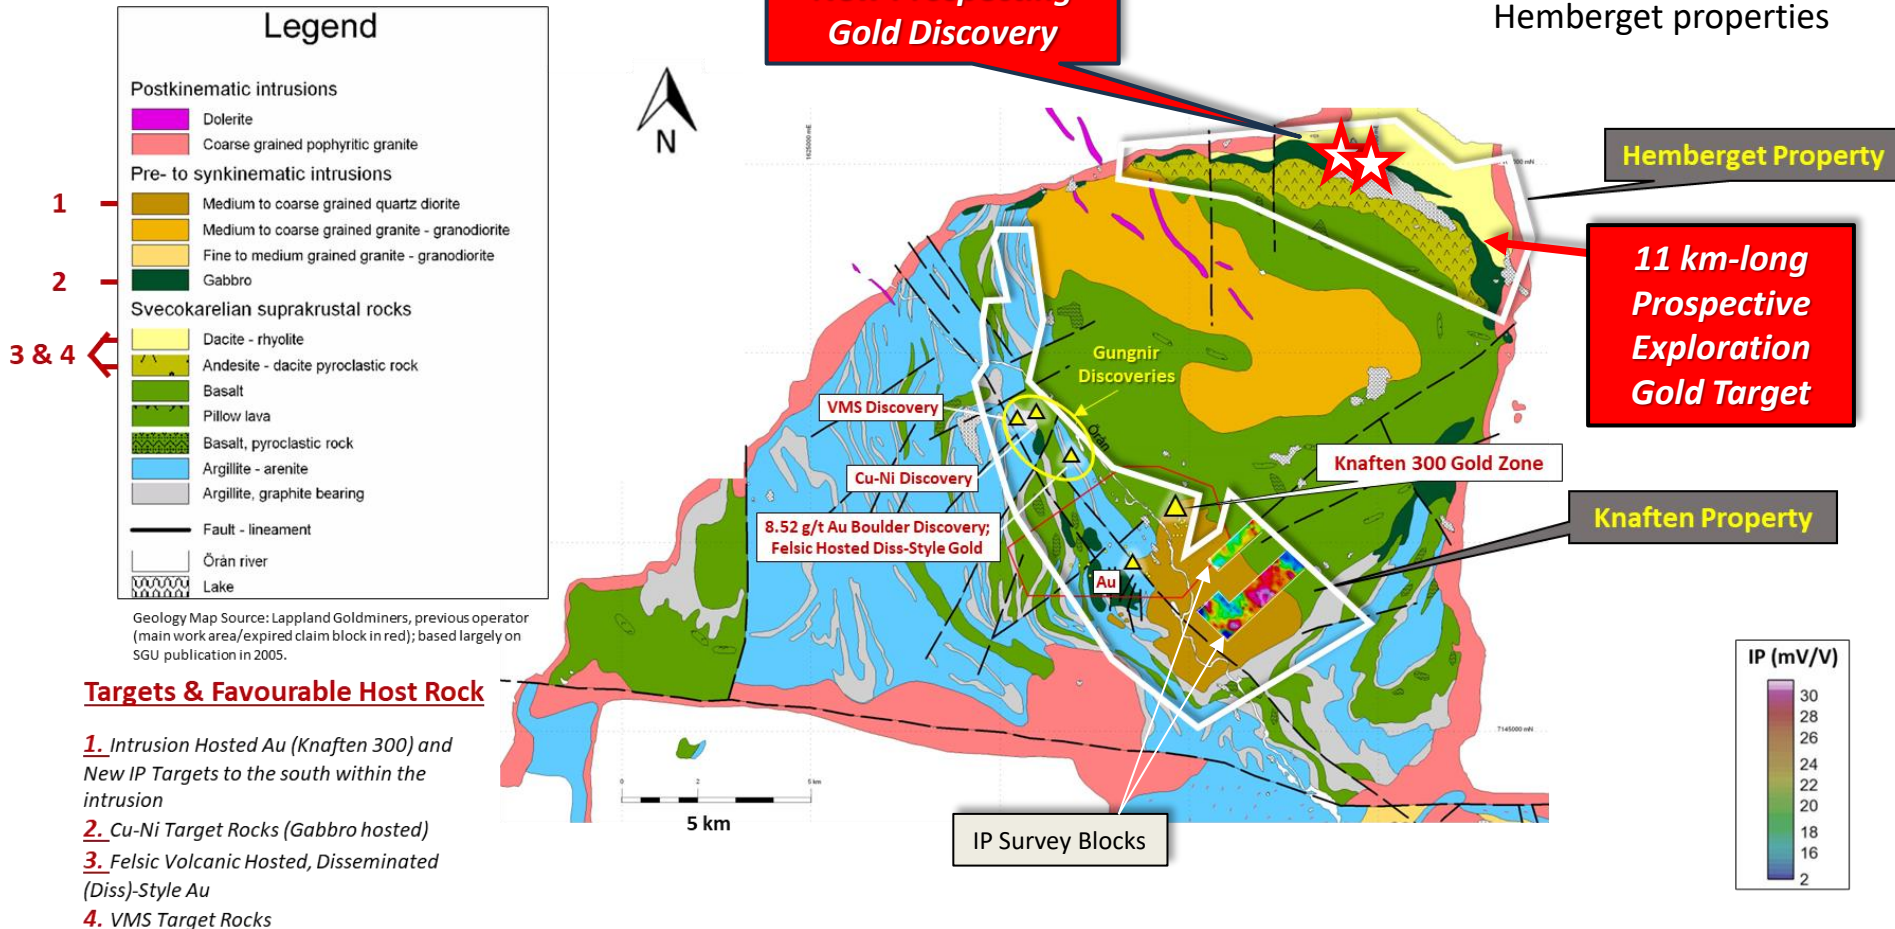 Legend
Postkinematic intrusions
Dolerite
Coarse grained pophyritic granite
Pre- to synkinematic intrusions
Medium to coarse grained quartz diorite
Medium to coarse grained granite - granodiorite
Fine to medium grained granite - granodiorite
Gabbro
Svecokarelian suprakrustal rocks
Dacite - rhyolite
Andesite - dacite pyroclastic rock
Basalt
Pillow lava
Basalt, pyroclastic rock
Argillite - arenite
Argillite, graphite bearing
Fault - lineament
Örån river
Lake
1
2
3 & 4
Geology Map Source: Lappland Goldminers, previous operator
(main work area/expired claim block in red); based largely on
SGU publication in 2005.
Targets & Favourable Host Rock
1. Intrusion Hosted Au (Knaften 300) and
New IP Targets to the south within the
intrusion
2. Cu-Ni Target Rocks (Gabbro hosted)
3. Felsic Volcanic Hosted, Disseminated
(Diss)-Style Au
4. VMS Target Rocks
N
New Prospecting
Gold Discovery
Hemberget properties
Hemberget Property
11 km-long
Prospective
Exploration
Gold Target
Gungnir
Discoveries
VMS Discovery
Örån
Cu-Ni Discovery
Knaften 300 Gold Zone
8.52 g/t Au Boulder Discovery;
Felsic Hosted Diss-Style Gold
Knaften Property
Au
7145000 mN
0 2 5 km
5 km
IP Survey Blocks
IP (mV/V)
30
28
26
24
22
20
18
16
2